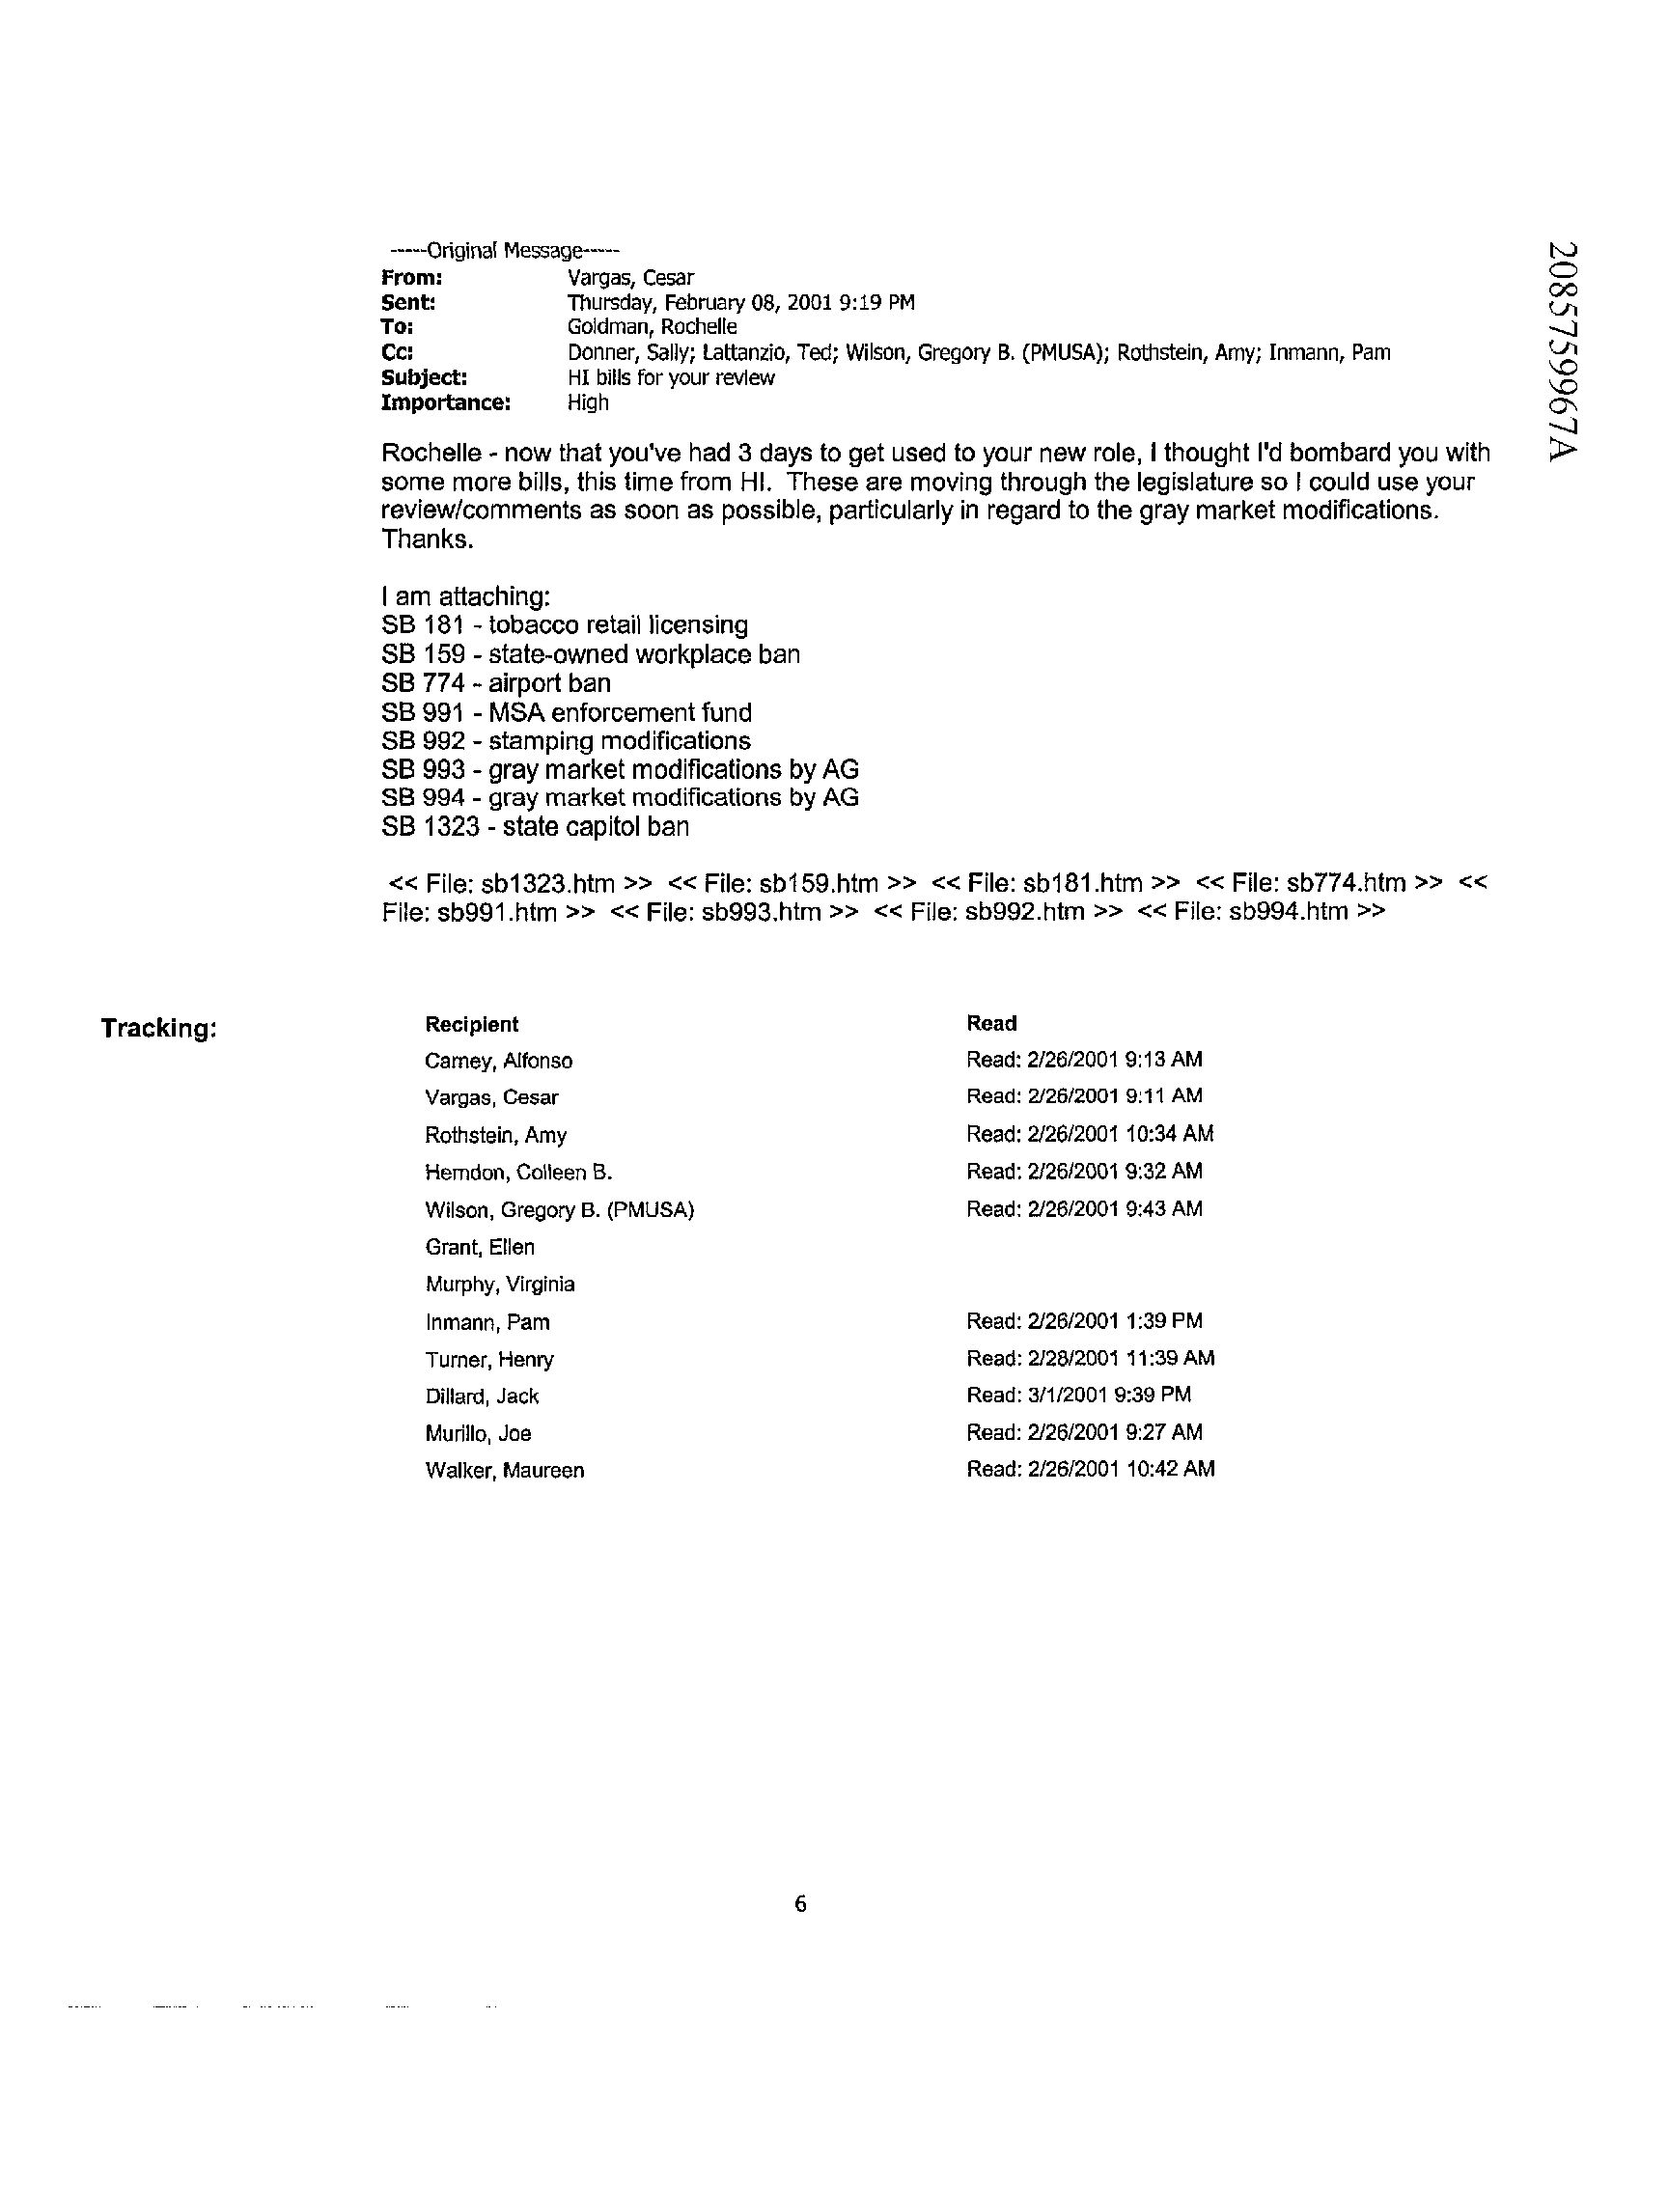 -----Original Message-----
From: Vargas, Cesar
Sent: Thursday, February 08, 2001 9:19 PM
To: Goldman, Rochelle
Cc: Donner, Sally; Lattanzio, Ted; Wilson, Gregory B. (PMUSA); Rothstein, Amy; Inmann, Pam
Subject: HI bills for your review
Importance: High
2085759967A
Rochelle - now that you've had 3 days to get used to your new role, I thought I'd bombard you with
some more bills, this time from HI. These are moving through the legislature so I could use your
review/comments as soon as possible, particularly in regard to the gray market modifications.
Thanks.
I am attaching:
SB 181 - tobacco retail licensing
SB 159 - state-owned workplace ban
SB 774 - airport ban
SB 991 - MSA enforcement fund
SB 992 - stamping modifications
SB 993 - gray market modifications by AG
SB 994 - gray market modifications by AG
SB 1323 - state capitol ban
<< File: sb1323.htm >> << File: sb159.htm >> << File: sb181.htm >> << File: sb774.htm >> <<
File: sb991.htm >> << File: sb993.htm >> << File: sb992.htm >> << File: sb994.htm >>
Tracking: Recipient Read
Carney, Alfonso Read: 2/26/2001 9:13 AM
Vargas, Cesar Read: 2/26/2001 9:11 AM
Rothstein, Amy Read: 2/26/2001 10:34 AM
Herndon, Colleen B. Read: 2/26/2001 9:32 AM
Wilson, Gregory B. (PMUSA) Read: 2/26/2001 9:43 AM
Grant, Ellen
Murphy, Virginia
Inmann, Pam Read: 2/26/2001 1:39 PM
Turner, Henry Read: 2/28/2001 11:39 AM
Dillard, Jack Read: 3/1/2001 9:39 PM
Murillo, Joe Read: 2/26/2001 9:27 AM
Walker, Maureen Read: 2/26/2001 10:42 AM
6